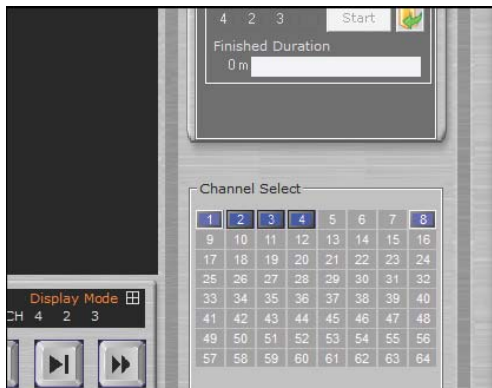 4 2 3 Start
Finished Duration
0 m
Channel Select
1 2 3 4 5 6 7 8
9 10 11 12 13 14 15 16
17 18 19 20 21 22 23 24
25 26 27 28 29 30 31 32
33 34 35 36 37 38 39 40
41 42 43 44 45 46 47 48
49 50 51 52 53 54 55 56
57 58 59 60 61 62 63 64
Display Mode
CH 4 2 3